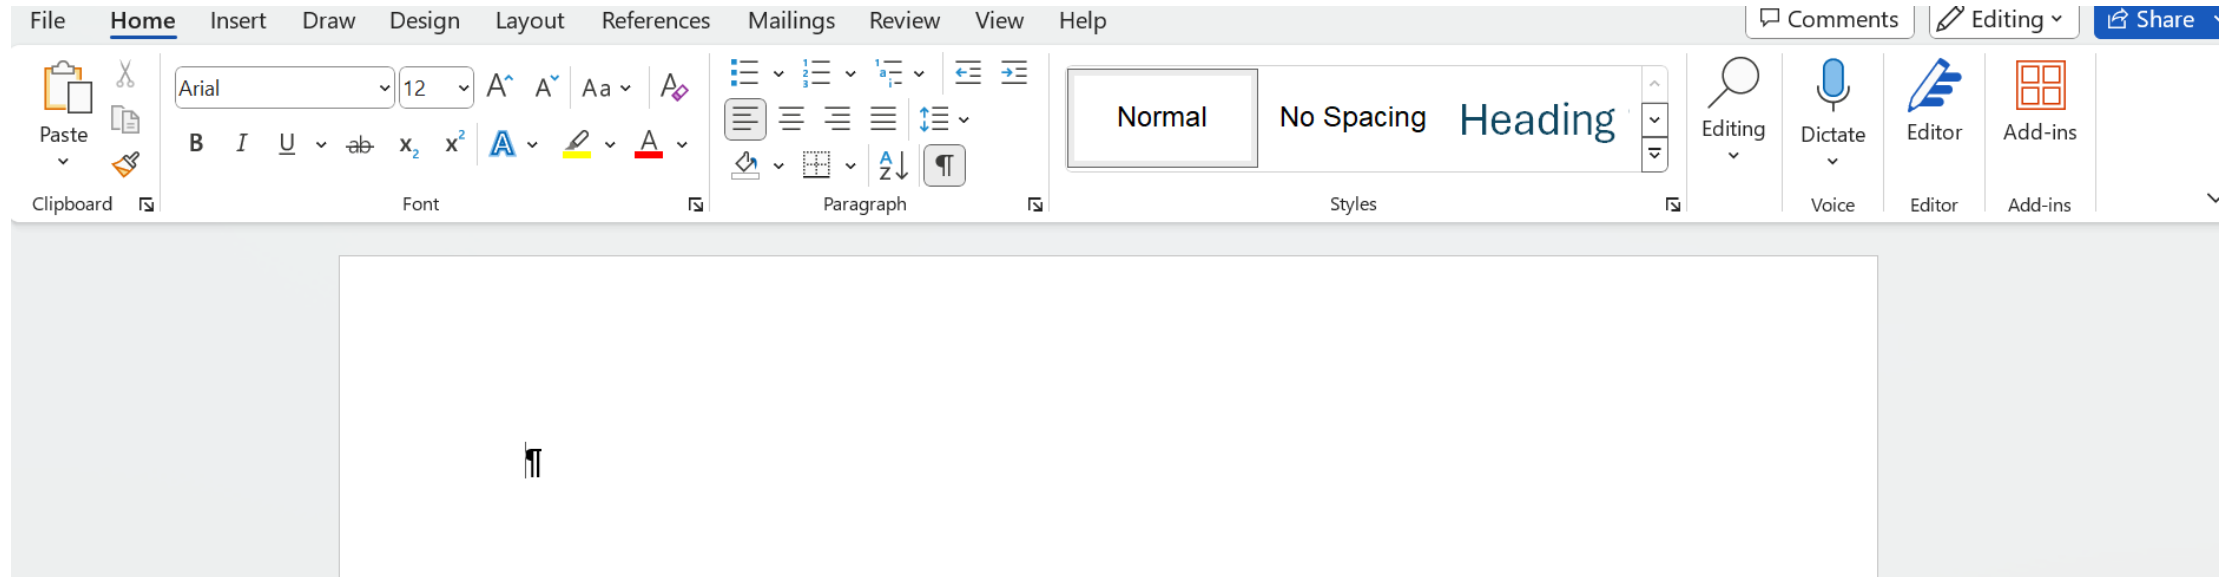 File Home Insert Draw Design Layout References Mailings Review View Help Comments Editing Share
Arial 12 Aa
Paste
B I U ab x2 x2 A A
Normal No Spacing Heading
Editing Dictate Editor Add-ins
Clipboard Font Paragraph Styles Voice Editor Add-ins
¶